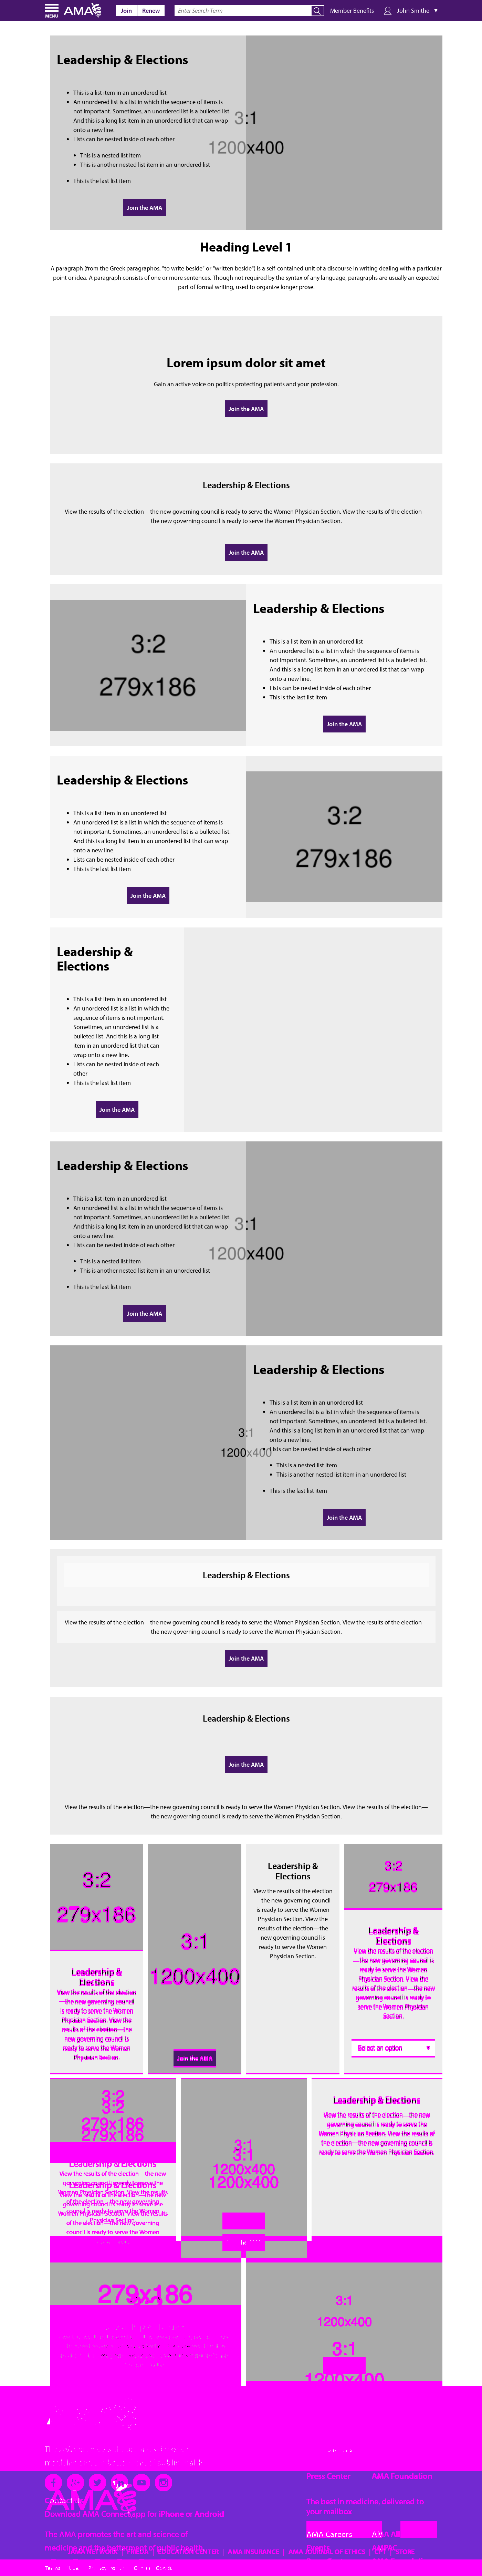 MENU
AMA
Join
Renew
Enter Search Term
Member Benefits
John Smithe
Leadership & Elections
This is a list item in an unordered list
An unordered list is a list in which the sequence of items is
not important. Sometimes, an unordered list is a bulleted list.
And this is a long list item in an unordered list that can wrap
onto a new line.
Lists can be nested inside of each other
This is a nested list item
This is another nested list item in an unordered list
This is the last list item
Join the AMA
3:1
1200x400
Heading Level 1
A paragraph (from the Greek paragraphos, "to write beside" or "written beside") is a self-contained unit of a discourse in writing dealing with a particular
point or idea. A paragraph consists of one or more sentences. Though not required by the syntax of any language, paragraphs are usually an expected
part of formal writing, used to organize longer prose.
Lorem ipsum dolor sit amet
Gain an active voice on politics protecting patients and your profession.
Join the AMA
Leadership & Elections
View the results of the election—the new governing council is ready to serve the Women Physician Section. View the results of the election—
the new governing council is ready to serve the Women Physician Section.
Join the AMA
3:2
279x186
Leadership & Elections
This is a list item in an unordered list
An unordered list is a list in which the sequence of items is
not important. Sometimes, an unordered list is a bulleted list.
And this is a long list item in an unordered list that can wrap
onto a new line.
Lists can be nested inside of each other
This is the last list item
Join the AMA
Leadership & Elections
This is a list item in an unordered list
An unordered list is a list in which the sequence of items is
not important. Sometimes, an unordered list is a bulleted list.
And this is a long list item in an unordered list that can wrap
onto a new line.
Lists can be nested inside of each other
This is the last list item
Join the AMA
3:2
279x186
Leadership &
Elections
This is a list item in an unordered list
An unordered list is a list in which the
sequence of items is not important.
Sometimes, an unordered list is a
bulleted list. And this is a long list
item in an unordered list that can
wrap onto a new line.
Lists can be nested inside of each
other
This is the last list item
Join the AMA
Leadership & Elections
This is a list item in an unordered list
An unordered list is a list in which the sequence of items is
not important. Sometimes, an unordered list is a bulleted list.
And this is a long list item in an unordered list that can wrap
onto a new line.
Lists can be nested inside of each other
This is a nested list item
This is another nested list item in an unordered list
This is the last list item
Join the AMA
3:1
1200x400
3:1
1200x400
Leadership & Elections
This is a list item in an unordered list
An unordered list is a list in which the sequence of items is
not important. Sometimes, an unordered list is a bulleted list.
And this is a long list item in an unordered list that can wrap
onto a new line.
Lists can be nested inside of each other
This is a nested list item
This is another nested list item in an unordered list
This is the last list item
Join the AMA
Leadership & Elections
View the results of the election—the new governing council is ready to serve the Women Physician Section. View the results of the election—
the new governing council is ready to serve the Women Physician Section.
Join the AMA
Leadership & Elections
Join the AMA
View the results of the election—the new governing council is ready to serve the Women Physician Section. View the results of the election—
the new governing council is ready to serve the Women Physician Section.
3:2
279x186
Leadership &
Elections
View the results of the election
—the new governing council
is ready to serve the Women
Physician Section. View the
results of the election—the
new governing council is
ready to serve the Women
Physician Section.
3:1
1200x400
Join the AMA
Leadership &
Elections
View the results of the election
—the new governing council
is ready to serve the Women
Physician Section. View the
results of the election—the
new governing council is
ready to serve the Women
Physician Section.
3:2
279x186
Leadership &
Elections
View the results of the election
—the new governing council is
ready to serve the Women
Physician Section. View the
results of the election—the new
governing council is ready to
serve the Women Physician
Section.
Select an option
3:2
3:2
279x186
279x186
Leadership & Elections
View the results of the election—the new
Leadership & Elections
3:1
3:1
1200x400
1200x400
Leadership & Elections
View the results of the election—the new
governing council is ready to serve the Women
Physician Section. View the results of the
the election—the new governing council is
ready to serve the Women Physician Section.
279x186
3:1
1200x400
3:1
1200x400
Press Center
AMA Foundation
Download AMA Connect app for iPhone or Android
The best in medicine, delivered to
your mailbox
The AMA promotes the art and science of
medicine and the betterment of public health
AMA Careers
Events
AMA INSURANCE